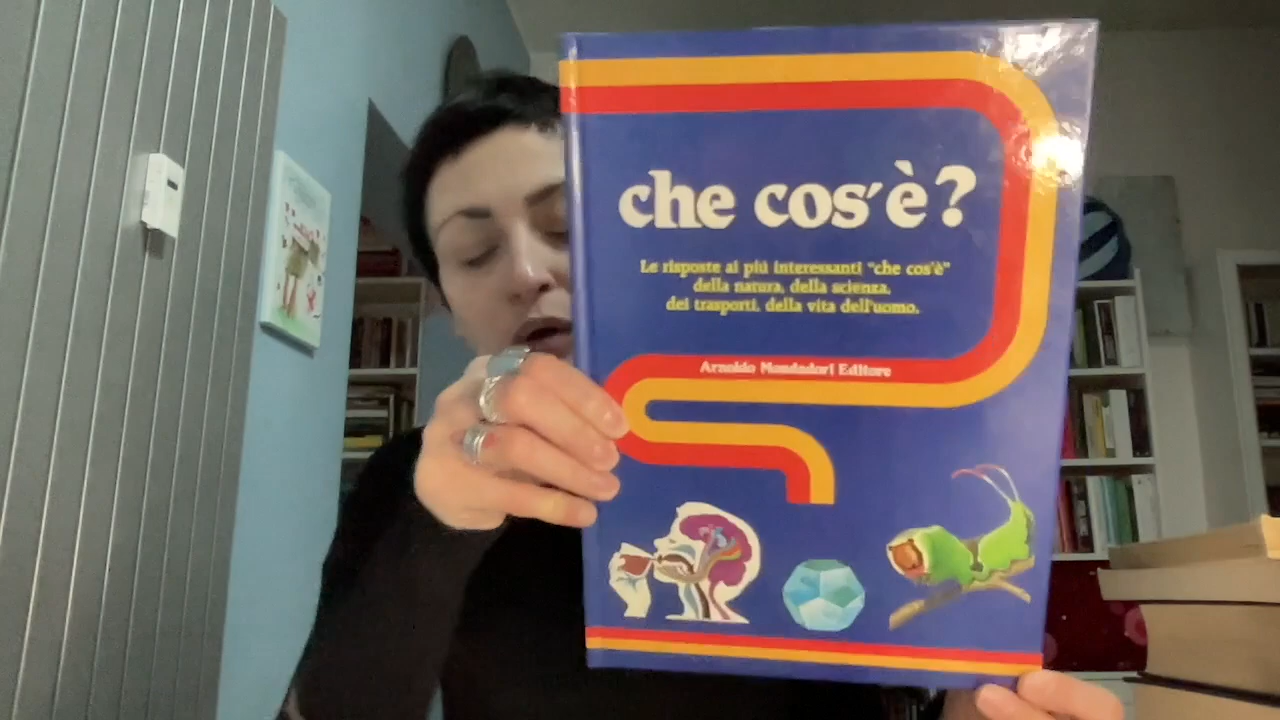 che cos'è?
Le risposte ai più interessanti "che cos'è"
della natura, della scienza,
dei trasporti, della vita dell'uomo.
Arnoldo Mondadori Editore